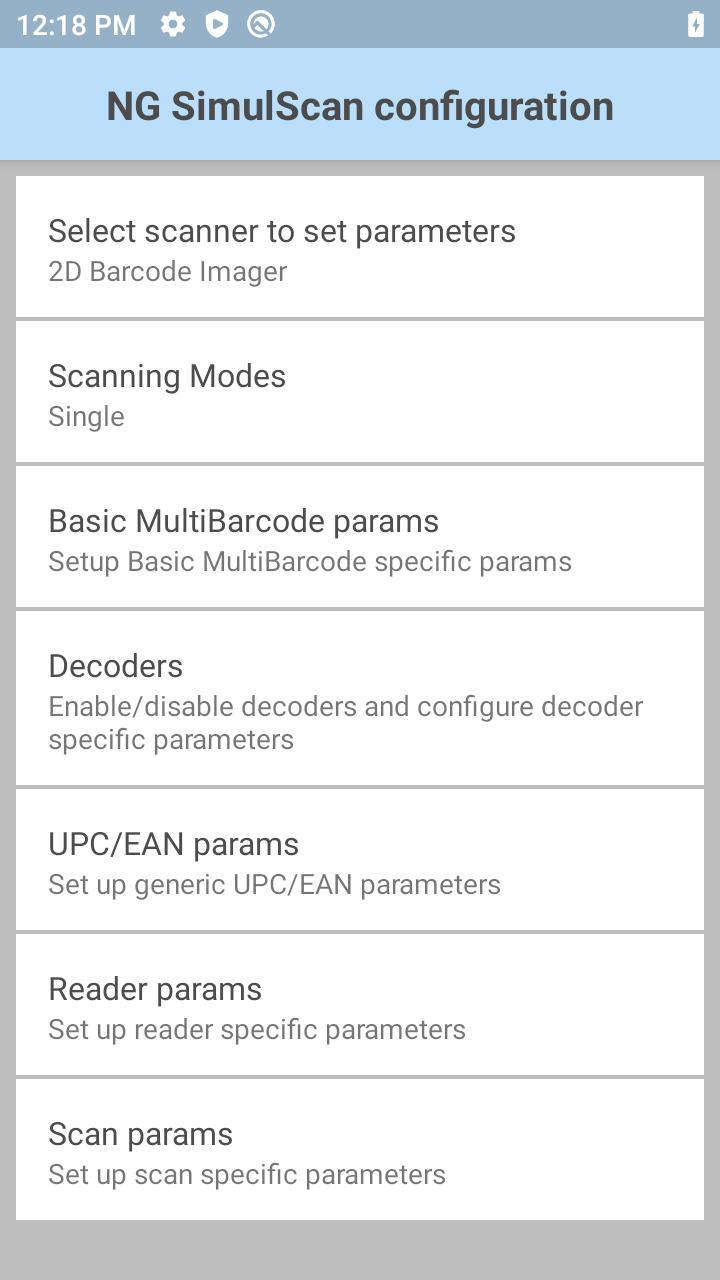 12:18 PM
NG SimulScan configuration
Select scanner to set parameters
2D Barcode Imager
Scanning Modes
Single
Basic MultiBarcode params
Setup Basic MultiBarcode specific params
Decoders
Enable/disable decoders and configure decoder
specific parameters
UPC/EAN params
Set up generic UPC/EAN parameters
Reader params
Set up reader specific parameters
Scan params
Set up scan specific parameters